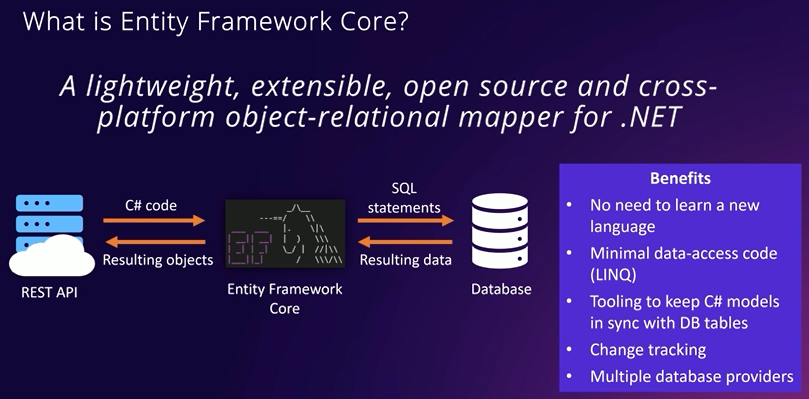 What is Entity Framework Core?
A lightweight, extensible, open source and cross-
platform object-relational mapper for .NET
C# code
Resulting objects
REST API
Entity Framework
Core
SQL
statements
Resulting data
Database
Benefits
• No need to learn a new
language
• Minimal data-access code
(LINQ)
• Tooling to keep C# models
in sync with DB tables
• Change tracking
• Multiple database providers